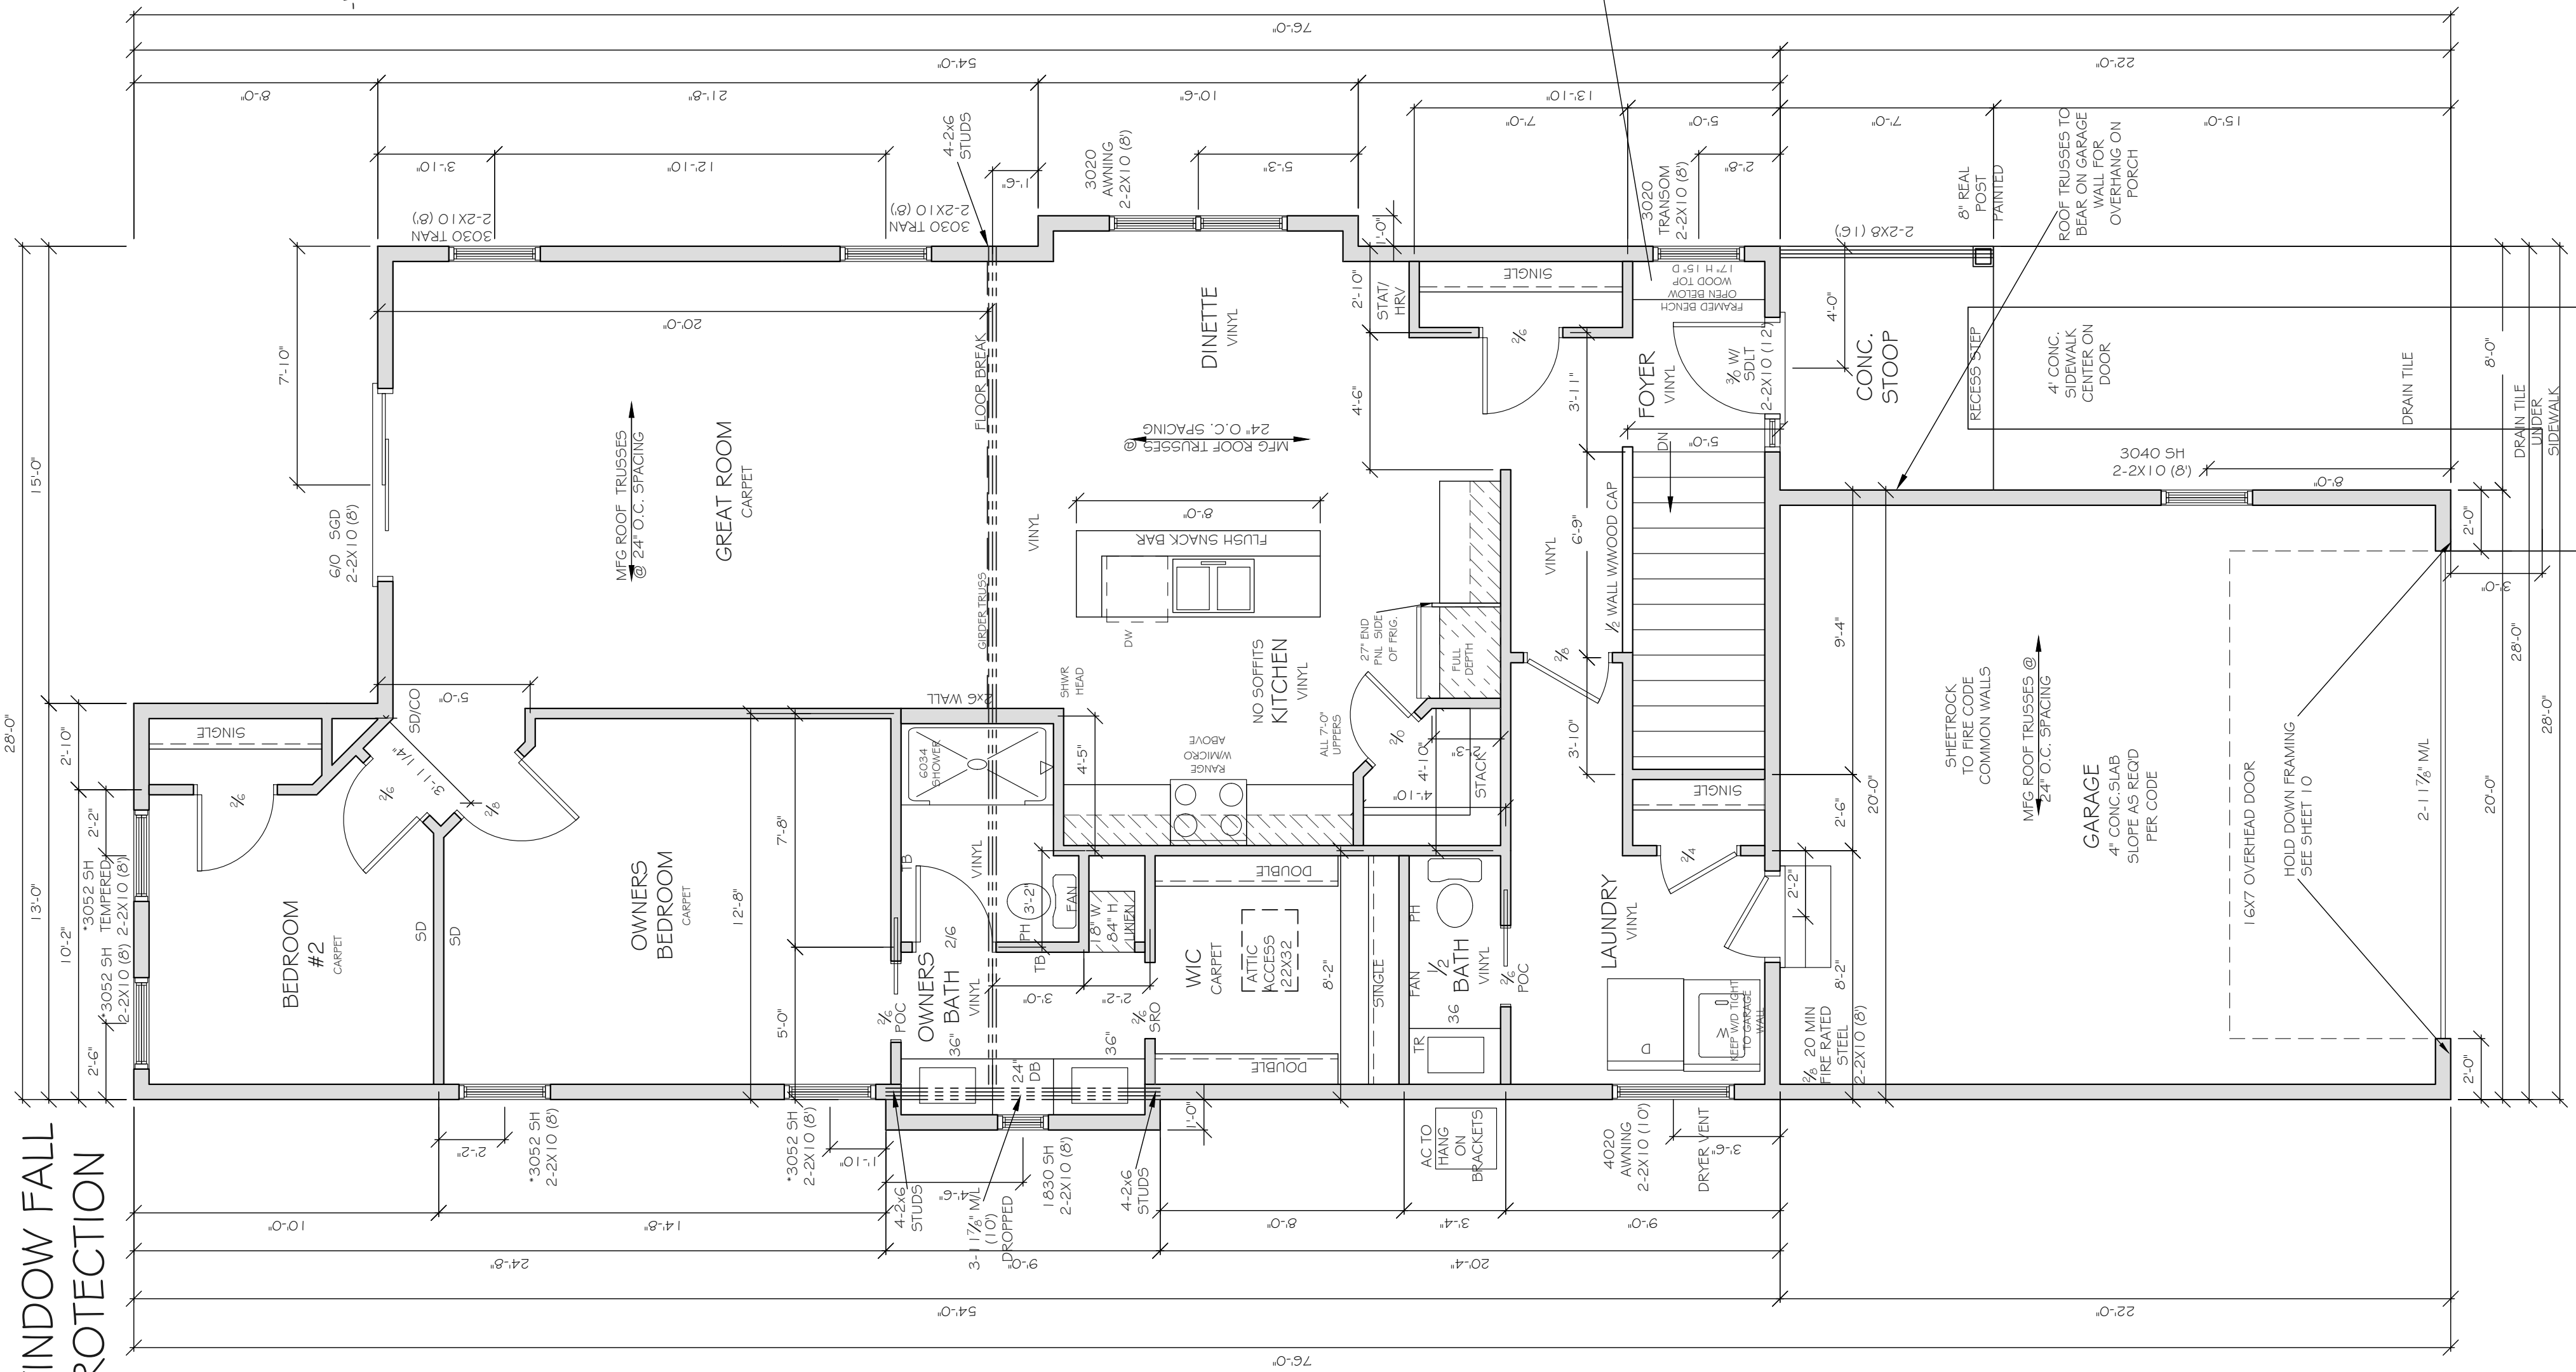 WINDOW FALL
PROTECTION
76'-0"
54'-0"
22'-0"
8'-0"
21'-8"
10'-6"
13'-10"
7'-0"
5'-0"
7'-0"
15'-0"
3'-10"
12'-10"
1'-6"
5'-3"
2'-8"
4-2x6
STUDS
3020
AWNING
2-2X10 (8')
3030 TRAN
2-2X10 (8')
3030 TRAN
2-2X10 (8')
3020
TRANSOM
2-2X10 (8')
8" REAL
POST
PAINTED
2-2X8 (16')
ROOF TRUSSES TO
BEAR ON GARAGE
WALL FOR
OVERHANG ON
PORCH
28'-0"
15'-0"
13'-0"
2'-10"
10'-2"
2'-2"
2'-6"
7'-10"
6/0 SGD
2-2X10 (8')
*3052 SH
TEMPERED
2-2X10 (8')
*3052 SH
2-2X10 (8')
20'-0"
MFG ROOF TRUSSES
@ 24" O.C. SPACING
GREAT ROOM
CARPET
FLOOR BREAK
GIRDER TRUSS
VINYL
DINETTE
VINYL
MFG ROOF TRUSSES @
24" O.C. SPACING
1'-0"
2'-10"
STAT/
HRV
4'-6"
SINGLE
2/6
3'-11"
FRAMED BENCH
OPEN BELOW
WOOD TOP
17" H 15" D
FOYER
VINYL
3/0 W/
SDLT
2-2X10 (12')
4'-0"
CONC.
STOOP
RECESS STEP
4' CONC.
SIDEWALK
CENTER ON
DOOR
DRAIN TILE
DRAIN TILE
UNDER
SIDEWALK
8'-0"
28'-0"
28'-0"
20'-0"
2'-0"
3'-0"
2'-0"
3040 SH
2-2X10 (8')
8'-0"
DN
5'-0"
8'-0"
FLUSH SNACK BAR
DW
NO SOFFITS
KITCHEN
VINYL
27" END
PNL SIDE
OF FRIG.
FULL
DEPTH
ALL 7'-0"
UPPERS
RANGE
W/MICRO
ABOVE
2/0
2'-3"
4'-10"
4'-10"
STACK
VINYL
6'-9"
1/2 WALL W/WOOD CAP
2/8
3'-10"
SINGLE
2/4
9'-4"
2'-6"
20'-0"
8'-2"
2'-2"
SHEETROCK
TO FIRE CODE
COMMON WALLS
MFG ROOF TRUSSES @
24" O.C. SPACING
GARAGE
4" CONC.SLAB
SLOPE AS REQ'D
PER CODE
16X7 OVERHEAD DOOR
HOLD DOWN FRAMING
SEE SHEET 10
2-11 7/8" M/L
SINGLE
2/6
2/6
3'-11 1/4"
2/8
5'-0"
SD/CO
BEDROOM
#2
CARPET
SD
SD
OWNERS
BEDROOM
CARPET
12'-8"
7'-8"
5'-0"
2x6 WALL
SHWR
HEAD
6034
SHOWER
4'-5"
TB
VINYL
3'-2"
PH
FAN
TB
18" W
84" H
LINEN
2/6
3'-0"
2'-2"
2/6
POC
OWNERS
BATH
VINYL
36"
24"
DB
36"
2/6
SRO
WIC
CARPET
ATTIC
ACCESS
22X32
8'-2"
DOUBLE
DOUBLE
SINGLE
FAN
PH
1/2
BATH
VINYL
36
TR
2/6
POC
LAUNDRY
VINYL
D
W
KEEP W/D TIGHT
TO GARAGE
WALL
2/8 20 MIN
FIRE RATED
STEEL
2-2X10 (8')
2'-2"
*3052 SH
2-2X10 (8')
*3052 SH
2-2X10 (8')
1'-10"
4-2x6
STUDS
4'-6"
3-11 7/8" M/L
(10')
DROPPED
1830 SH
2-2X10 (8')
4-2x6
STUDS
1'-0"
AC TO
HANG
ON
BRACKETS
4020
AWNING
2-2X10 (10')
DRYER VENT
3'-6"
10'-0"
14'-8"
8'-0"
3'-4"
9'-0"
24'-8"
9'-0"
20'-4"
54'-0"
22'-0"
76'-0"